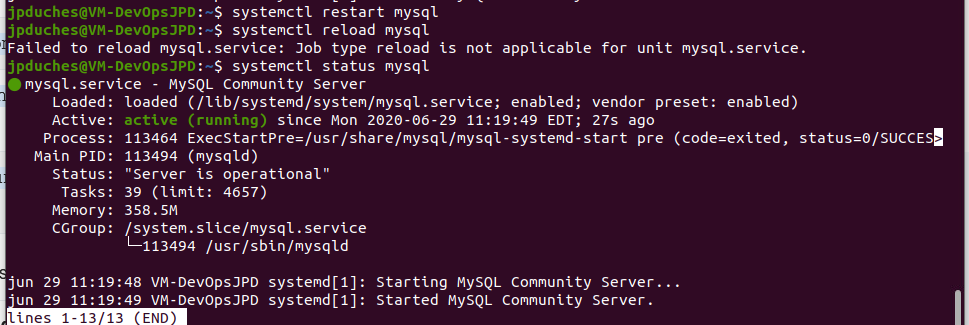 jpduches@VM-DevOpsJPD:~$ systemctl restart mysql
jpduches@VM-DevOpsJPD:~$ systemctl reload mysql
Failed to reload mysql.service: Job type reload is not applicable for unit mysql.service.
jpduches@VM-DevOpsJPD:~$ systemctl status mysql
● mysql.service - MySQL Community Server
     Loaded: loaded (/lib/systemd/system/mysql.service; enabled; vendor preset: enabled)
     Active: active (running) since Mon 2020-06-29 11:19:49 EDT; 27s ago
    Process: 113464 ExecStartPre=/usr/share/mysql/mysql-systemd-start pre (code=exited, status=0/SUCCES>
   Main PID: 113494 (mysqld)
     Status: "Server is operational"
      Tasks: 39 (limit: 4657)
     Memory: 358.5M
     CGroup: /system.slice/mysql.service
             └─113494 /usr/sbin/mysqld
jun 29 11:19:48 VM-DevOpsJPD systemd[1]: Starting MySQL Community Server...
jun 29 11:19:49 VM-DevOpsJPD systemd[1]: Started MySQL Community Server.
lines 1-13/13 (END)